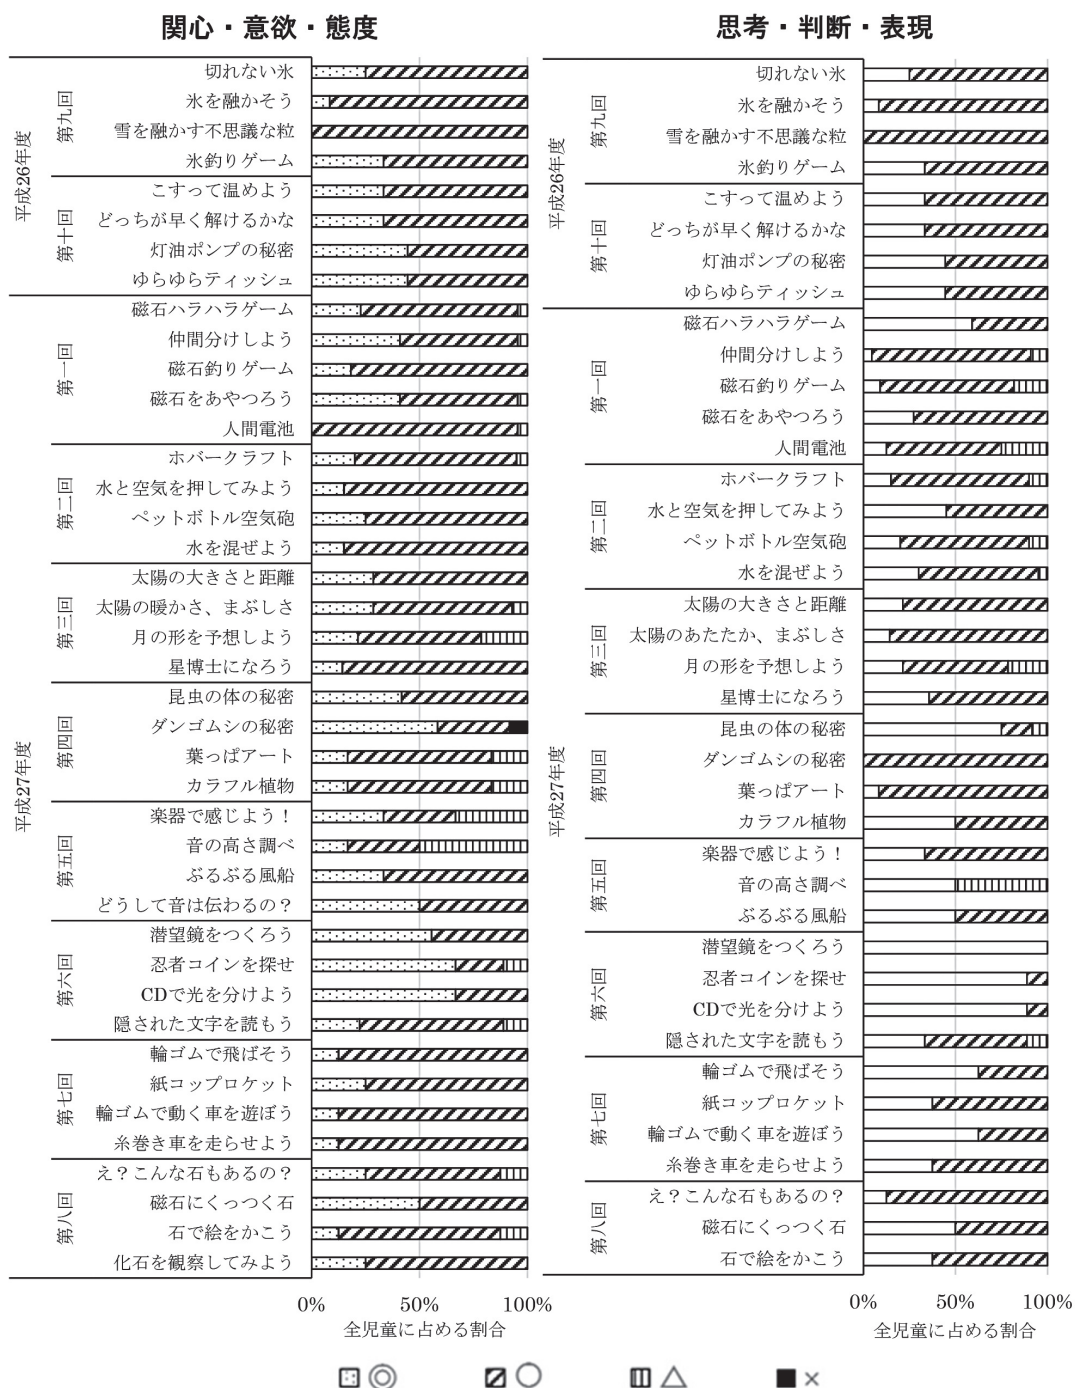 関心・意欲・態度
平成26年度
第九回
切れない氷
氷を融かそう
雪を融かす不思議な粒
氷釣りゲーム
第十回
こすって温めよう
どっちが早く解けるかな
灯油ポンプの秘密
ゆらゆらティッシュ
平成27年度
第一回
磁石ハラハラゲーム
仲間分けしよう
磁石釣りゲーム
磁石をあやつろう
人間電池
第二回
ホバークラフト
水と空気を押してみよう
ペットボトル空気砲
水を混ぜよう
第三回
太陽の大きさと距離
太陽の暖かさ、まぶしさ
月の形を予想しよう
星博士になろう
第四回
昆虫の体の秘密
ダンゴムシの秘密
葉っぱアート
カラフル植物
第五回
楽器で感じよう！
音の高さ調べ
ぶるぶる風船
どうして音は伝わるの？
第六回
潜望鏡をつくろう
忍者コインを探せ
CDで光を分けよう
隠された文字を読もう
第七回
輪ゴムで飛ばそう
紙コップロケット
輪ゴムで動く車を遊ぼう
糸巻き車を走らせよう
第八回
え？こんな石もあるの？
磁石にくっつく石
石で絵をかこう
化石を観察してみよう
0% 50% 100%
全児童に占める割合
思考・判断・表現
平成26年度
第九回
切れない氷
氷を融かそう
雪を融かす不思議な粒
氷釣りゲーム
第十回
こすって温めよう
どっちが早く解けるかな
灯油ポンプの秘密
ゆらゆらティッシュ
平成27年度
第一回
磁石ハラハラゲーム
仲間分けしよう
磁石釣りゲーム
磁石をあやつろう
人間電池
第二回
ホバークラフト
水と空気を押してみよう
ペットボトル空気砲
水を混ぜよう
第三回
太陽の大きさと距離
太陽のあたたか、まぶしさ
月の形を予想しよう
星博士になろう
第四回
昆虫の体の秘密
ダンゴムシの秘密
葉っぱアート
カラフル植物
第五回
楽器で感じよう！
音の高さ調べ
ぶるぶる風船
第六回
潜望鏡をつくろう
忍者コインを探せ
CDで光を分けよう
隠された文字を読もう
第七回
輪ゴムで飛ばそう
紙コップロケット
輪ゴムで動く車を遊ぼう
糸巻き車を走らせよう
第八回
え？こんな石もあるの？
磁石にくっつく石
石で絵をかこう
0% 50% 100%
全児童に占める割合
◎ ○ △ ×